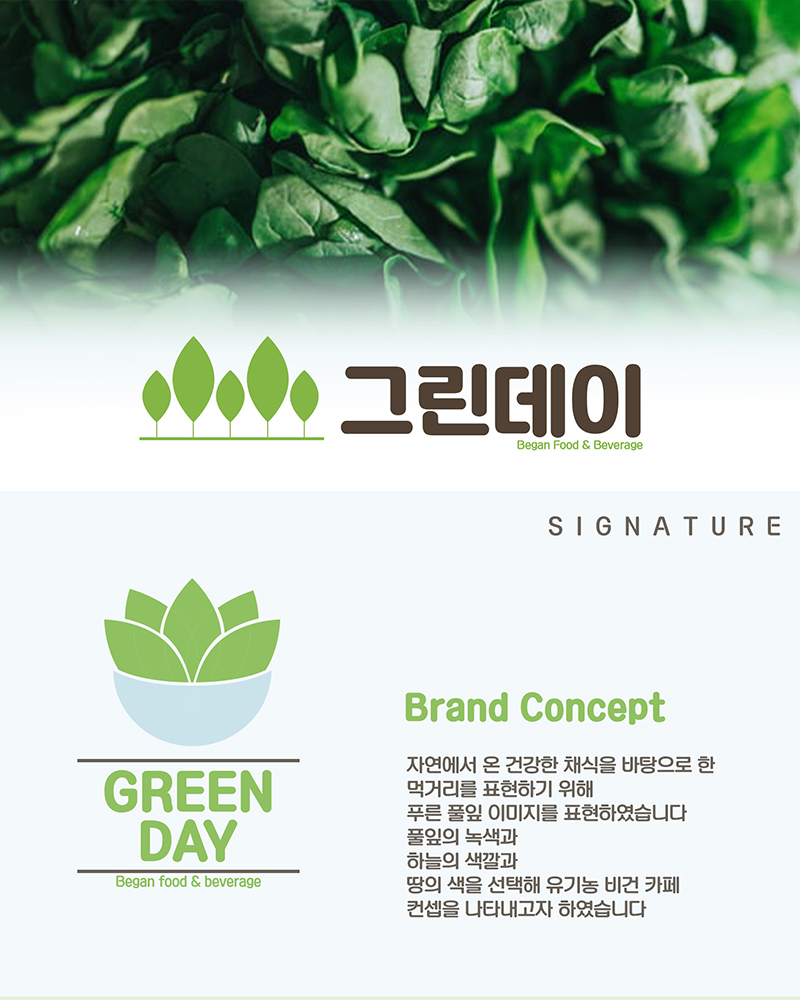 그린데이
Began Food & Beverage
SIGNATURE
GREEN
DAY
Began food & beverage
Brand Concept
자연에서 온 건강한 채식을 바탕으로 한
먹거리를 표현하기 위해
푸른 풀잎 이미지를 표현하였습니다
풀잎의 녹색과
하늘의 색깔과
땅의 색을 선택해 유기농 비건 카페
컨셉을 나타내고자 하였습니다